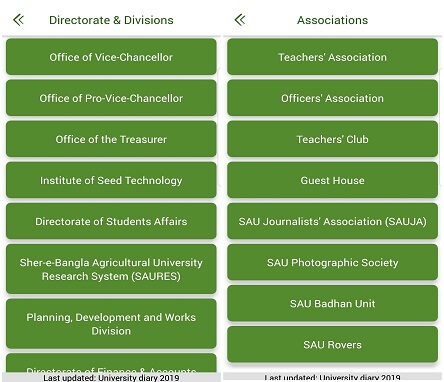 Directorate & Divisions
Office of Vice-Chancellor
Office of Pro-Vice-Chancellor
Office of the Treasurer
Institute of Seed Technology
Directorate of Students Affairs
Sher-e-Bangla Agricultural University
Research System (SAURES)
Planning, Development and Works
Division
Directorate of Finance & Accounts
Last updated: University diary 2019
Associations
Teachers' Association
Officers' Association
Teachers' Club
Guest House
SAU Journalists' Association (SAUJA)
SAU Photographic Society
SAU Badhan Unit
SAU Rovers
Last updated: University diary 2019